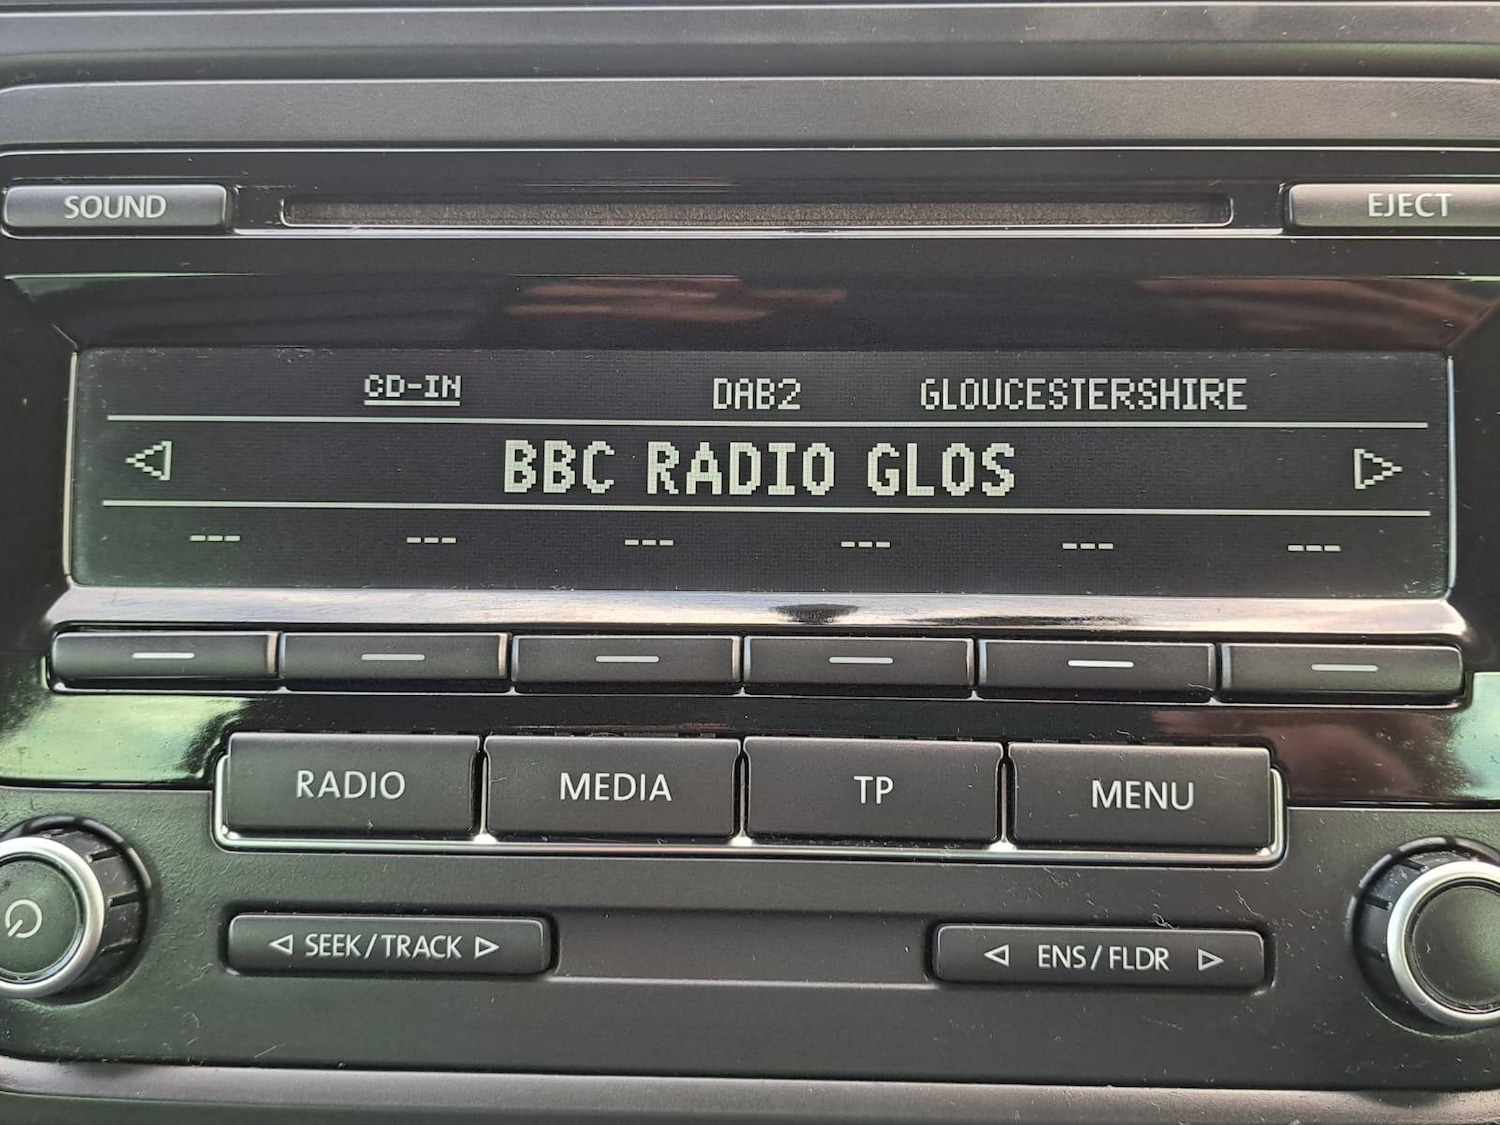 SOUND EJECT
CD-IN DAB2 GLOUCESTERSHIRE
BBC RADIO GLOS
--- --- --- --- --- ---
RADIO MEDIA TP MENU
SEEK/TRACK ENS/FLDR